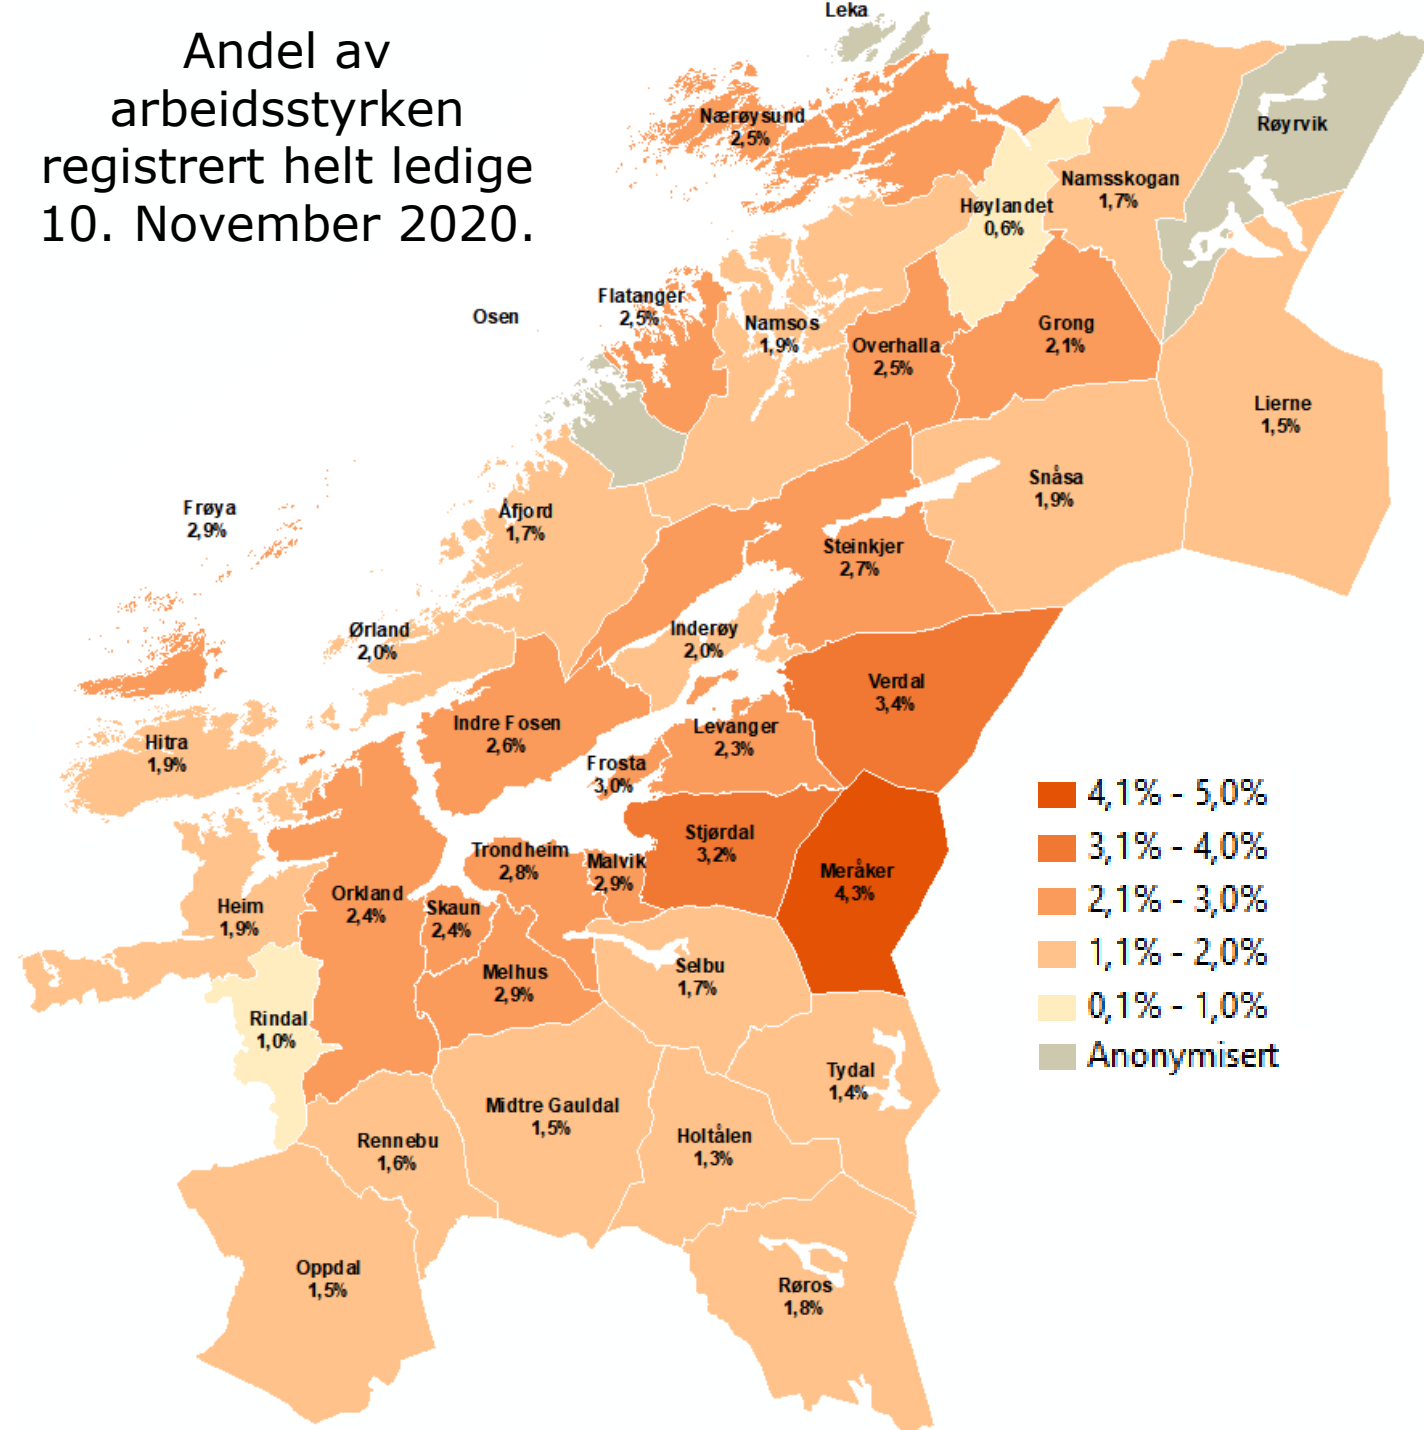 Andel av
arbeidsstyrken
registrert helt ledige
10. November 2020.
Leka
Nærøysund
2,5%
Røyrvik
Namsskogan
1,7%
Høylandet
0,6%
Flatanger
2,5%
Osen
Namsos
1,9%
Overhalla
2,5%
Grong
2,1%
Lierne
1,5%
Snåsa
1,9%
Frøya
2,9%
Åfjord
1,7%
Steinkjer
2,7%
Ørland
2,0%
Inderøy
2,0%
Verdal
3,4%
Indre Fosen
2,6%
Levanger
2,3%
Hitra
1,9%
Frosta
3,0%
Stjørdal
3,2%
Trondheim
2,8%
Malvik
2,9%
Meråker
4,3%
Orkland
2,4%
Skaun
2,4%
Heim
1,9%
Melhus
2,9%
Selbu
1,7%
Rindal
1,0%
Tydal
1,4%
Midtre Gauldal
1,5%
Holtålen
1,3%
Rennebu
1,6%
Oppdal
1,5%
Røros
1,8%
4,1% - 5,0%
3,1% - 4,0%
2,1% - 3,0%
1,1% - 2,0%
0,1% - 1,0%
Anonymisert